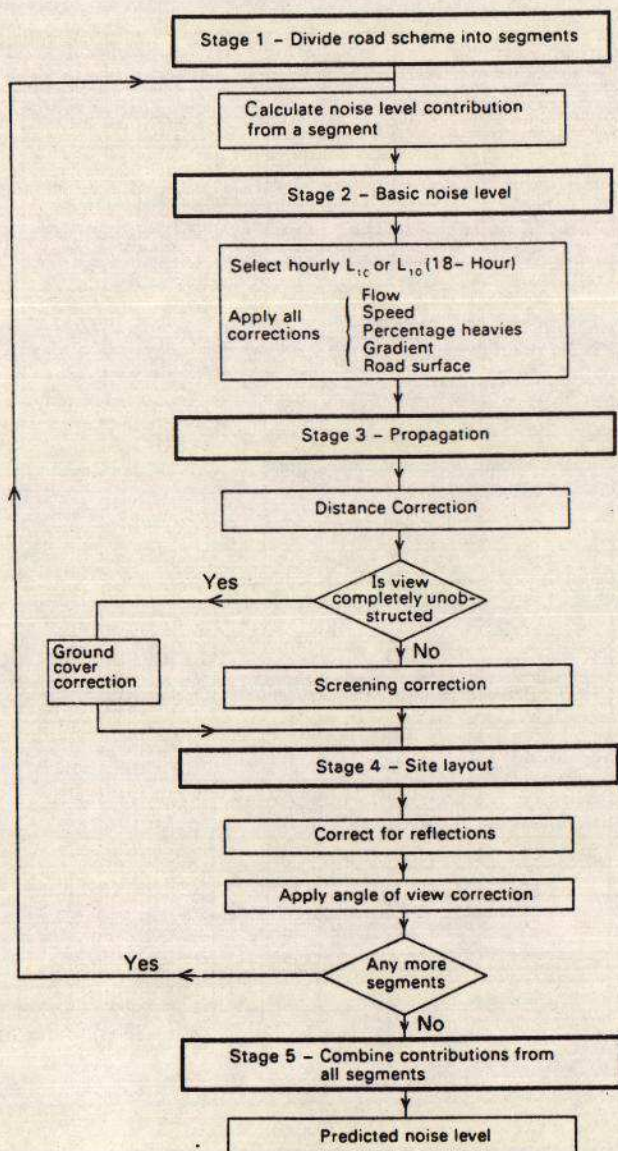 Stage 1 – Divide road scheme into segments
Calculate noise level contribution
from a segment
Stage 2 – Basic noise level
Select hourly L₁₀ or L₁₀ (18– Hour)
Apply all
corrections
Flow
Speed
Percentage heavies
Gradient
Road surface
Stage 3 – Propagation
Distance Correction
Is view
completely unob-
structed
Yes
No
Ground
cover
correction
Screening correction
Stage 4 – Site layout
Correct for reflections
Apply angle of view correction
Any more
segments
Yes
No
Stage 5 – Combine contributions from
all segments
Predicted noise level